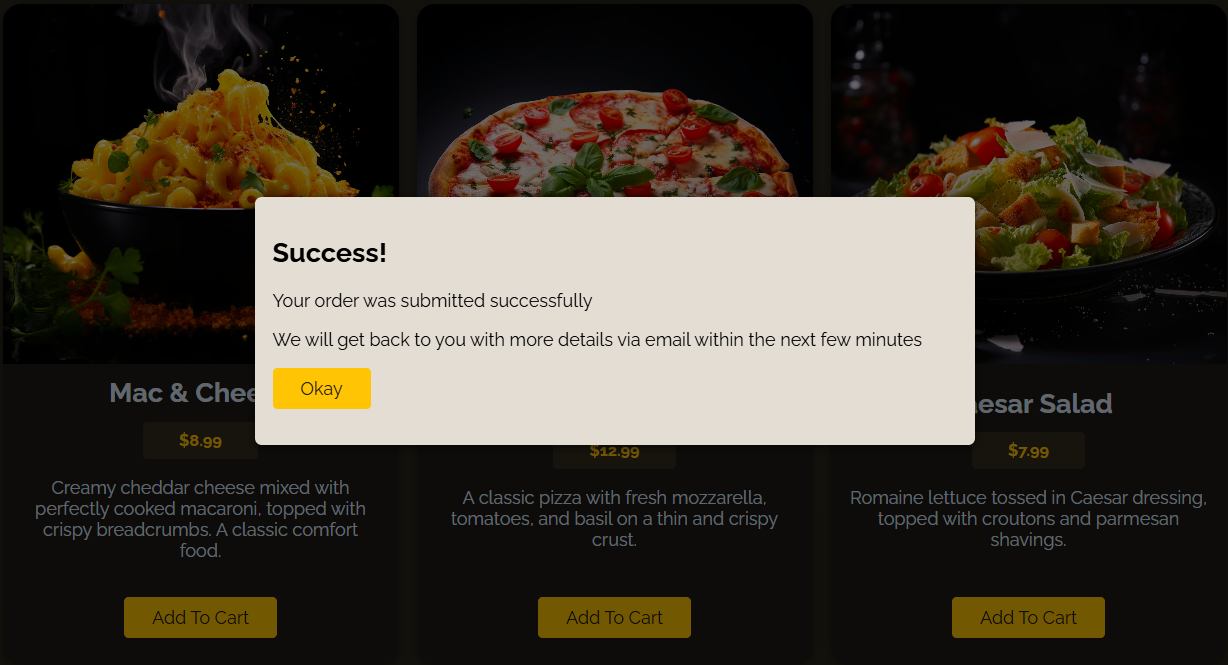 Success!
Your order was submitted successfully
We will get back to you with more details via email within the next few minutes
Okay
Mac & Chee
$8.99
Creamy cheddar cheese mixed with
perfectly cooked macaroni, topped with
crispy breadcrumbs. A classic comfort
food.
Add To Cart
$12.99
A classic pizza with fresh mozzarella,
tomatoes, and basil on a thin and crispy
crust.
Add To Cart
aesar Salad
$7.99
Romaine lettuce tossed in Caesar dressing,
topped with croutons and parmesan
shavings.
Add To Cart